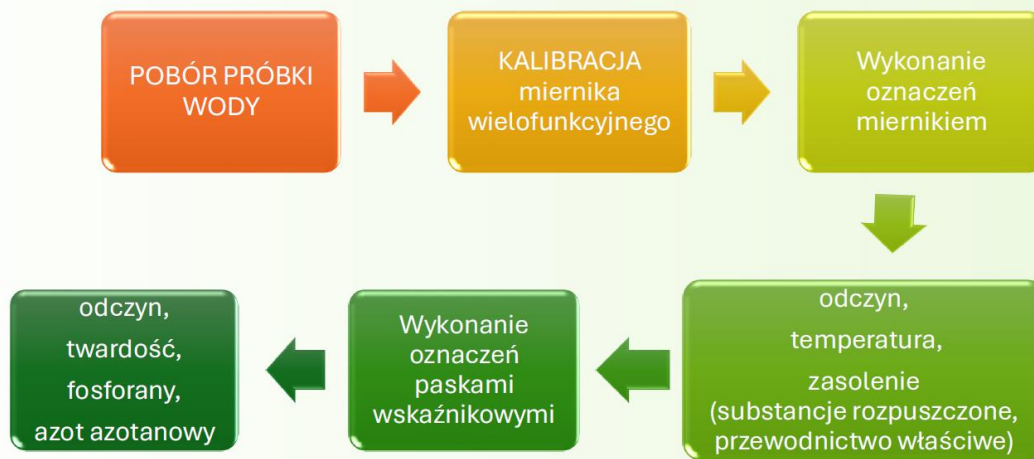 POBÓR PRÓBKI
WODY
KALIBRACJA
miernika
wielofunkcyjnego
Wykonanie
oznaczeń
miernikiem
odczyn,
temperatura,
zasolenie
(substancje rozpuszczone,
przewodnictwo właściwe)
Wykonanie
oznaczeń
paskami
wskaźnikowymi
odczyn,
twardość,
fosforany,
azot azotanowy